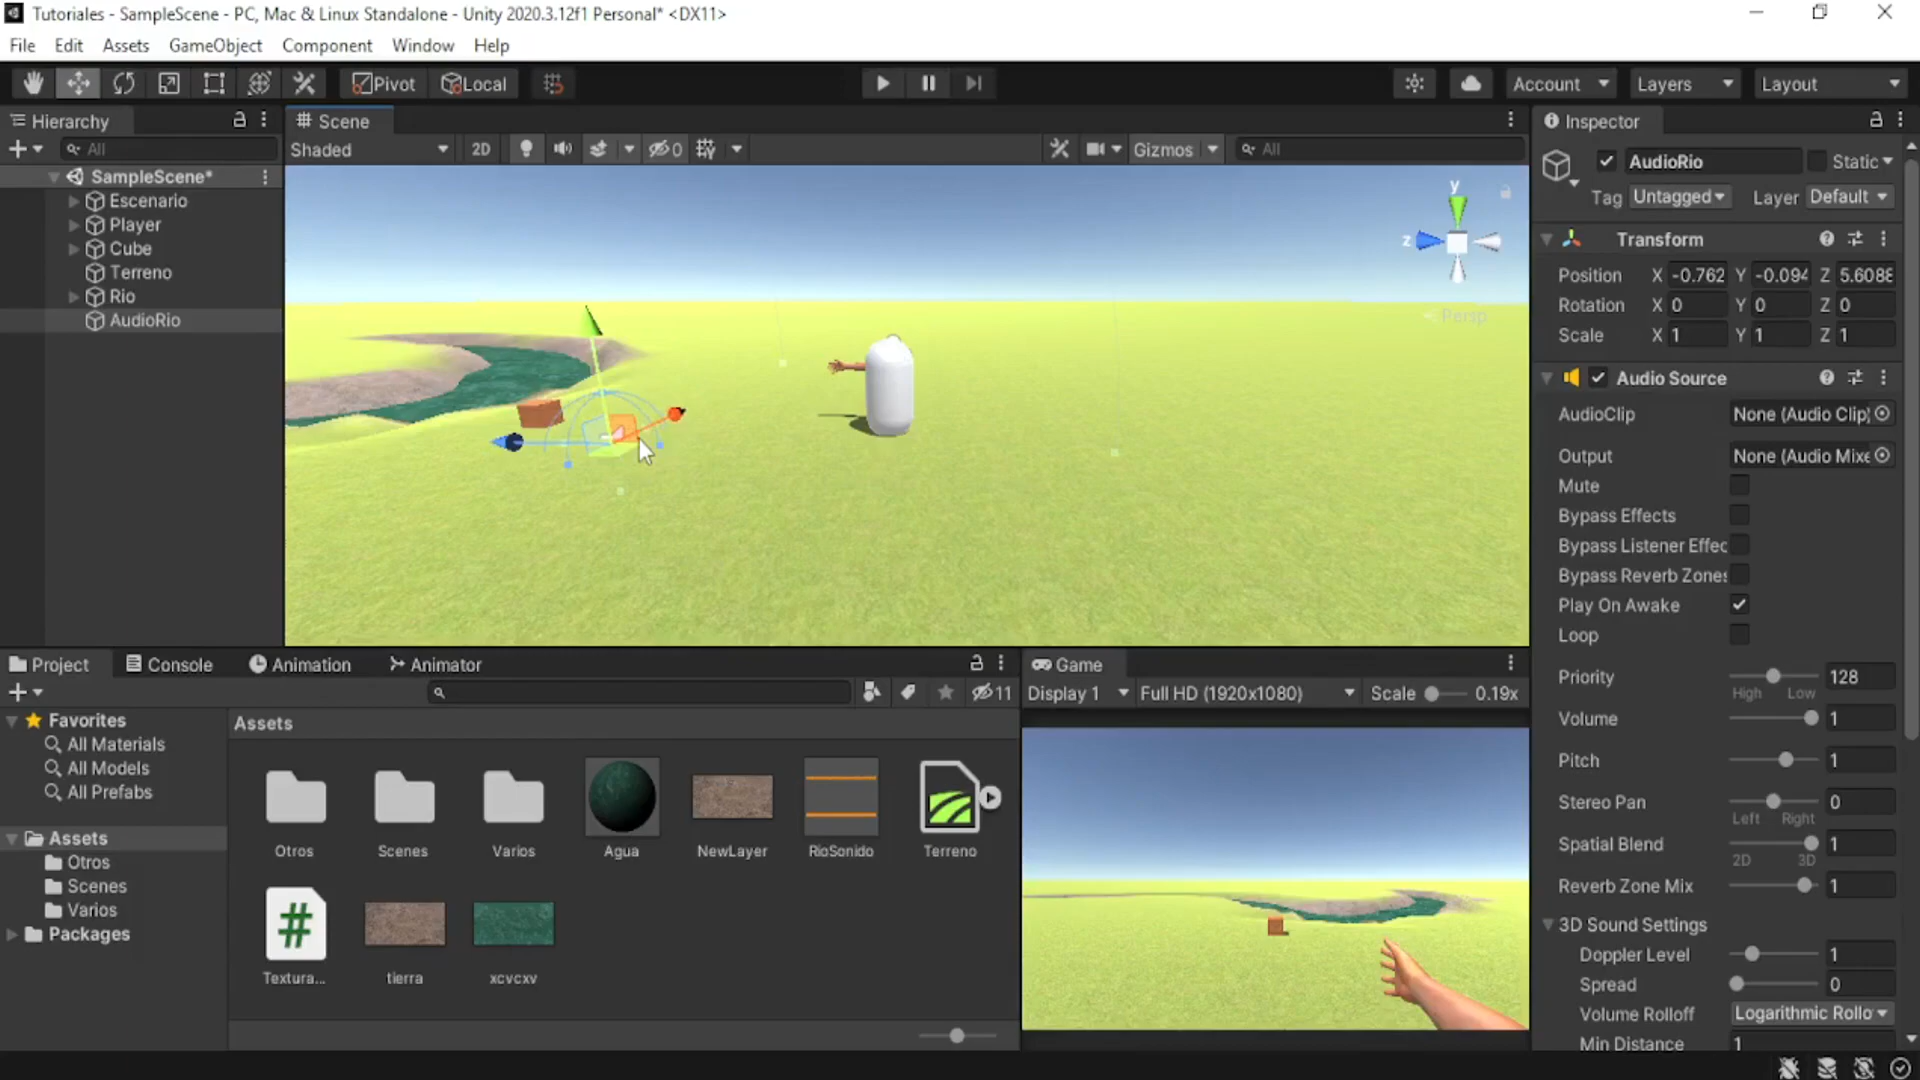 Tutoriales - SampleScene - PC, Mac & Linux Standalone - Unity 2020.3.12f1 Personal* <DX11>
File Edit Assets GameObject Component Window Help
Pivot Local Account Layers Layout
Hierarchy
All
SampleScene*
Escenario
Player
Cube
Terreno
Rio
AudioRio
Scene
Shaded 2D 0 Gizmos All
y
z
Persp
Inspector
AudioRio Static
Tag Untagged Layer Default
Transform
Position X -0.762 Y -0.094 Z 5.6088
Rotation X 0 Y 0 Z 0
Scale X 1 Y 1 Z 1
Audio Source
AudioClip None (Audio Clip)
Output None (Audio Mixe
Mute
Bypass Effects
Bypass Listener Effec
Bypass Reverb Zones
Play On Awake
Loop
Priority 128
High Low
Volume 1
Pitch 1
Stereo Pan 0
Left Right
Spatial Blend 1
2D 3D
Reverb Zone Mix 1
3D Sound Settings
Doppler Level 1
Spread 0
Volume Rolloff Logarithmic Rollo
Min Distance 1
Project Console Animation Animator
11
Favorites
All Materials
All Models
All Prefabs
Assets
Otros
Scenes
Varios
Packages
Assets
Otros Scenes Varios Agua NewLayer RioSonido Terreno
#
Textura... tierra xcvcxv
Game
Display 1 Full HD (1920x1080) Scale 0.19x